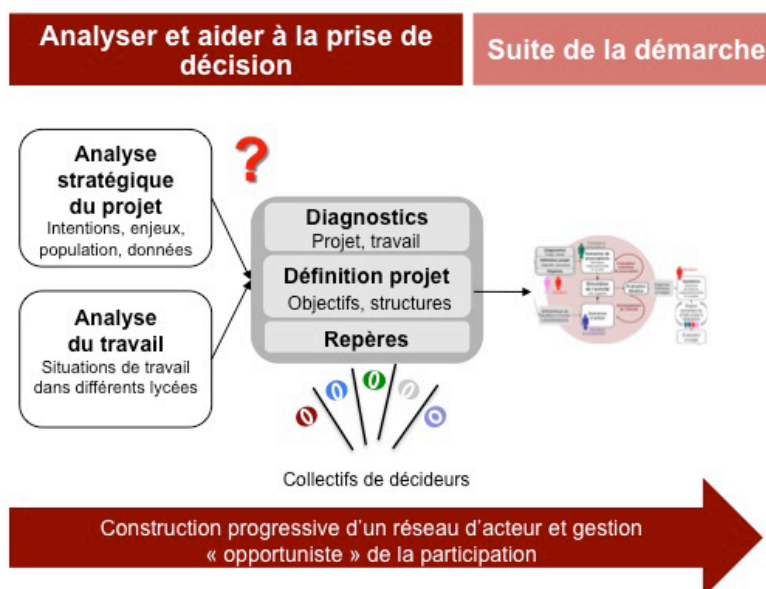 Analyser et aider à la prise de
décision
Suite de la démarche
Analyse
stratégique
du projet
Intentions, enjeux,
population, données
?
Diagnostics
Projet, travail
Définition projet
Objectifs, structures
Repères
Analyse
du travail
Situations de travail
dans différents lycées
Collectifs de décideurs
Construction progressive d'un réseau d'acteur et gestion
« opportuniste » de la participation